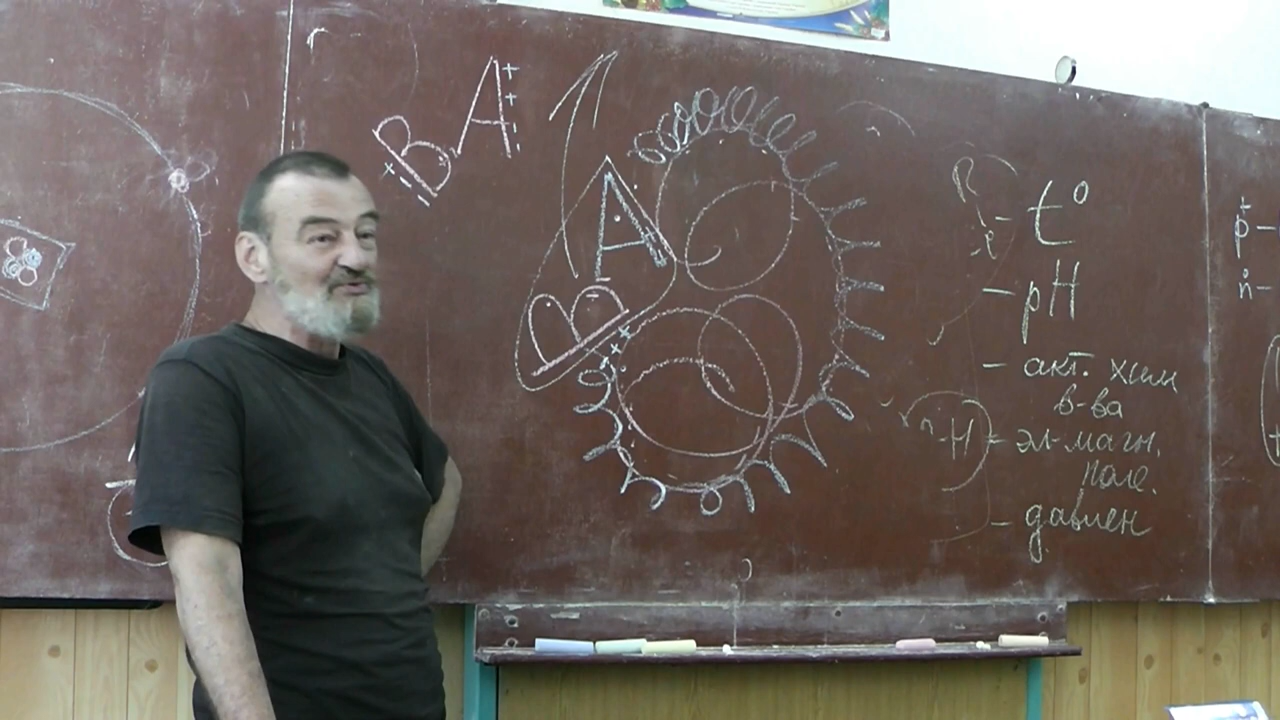 B A
A
B
- t°
- pH
- акт. хим
в-ва
- эл-магн.
поле.
- давлен
p -
n -